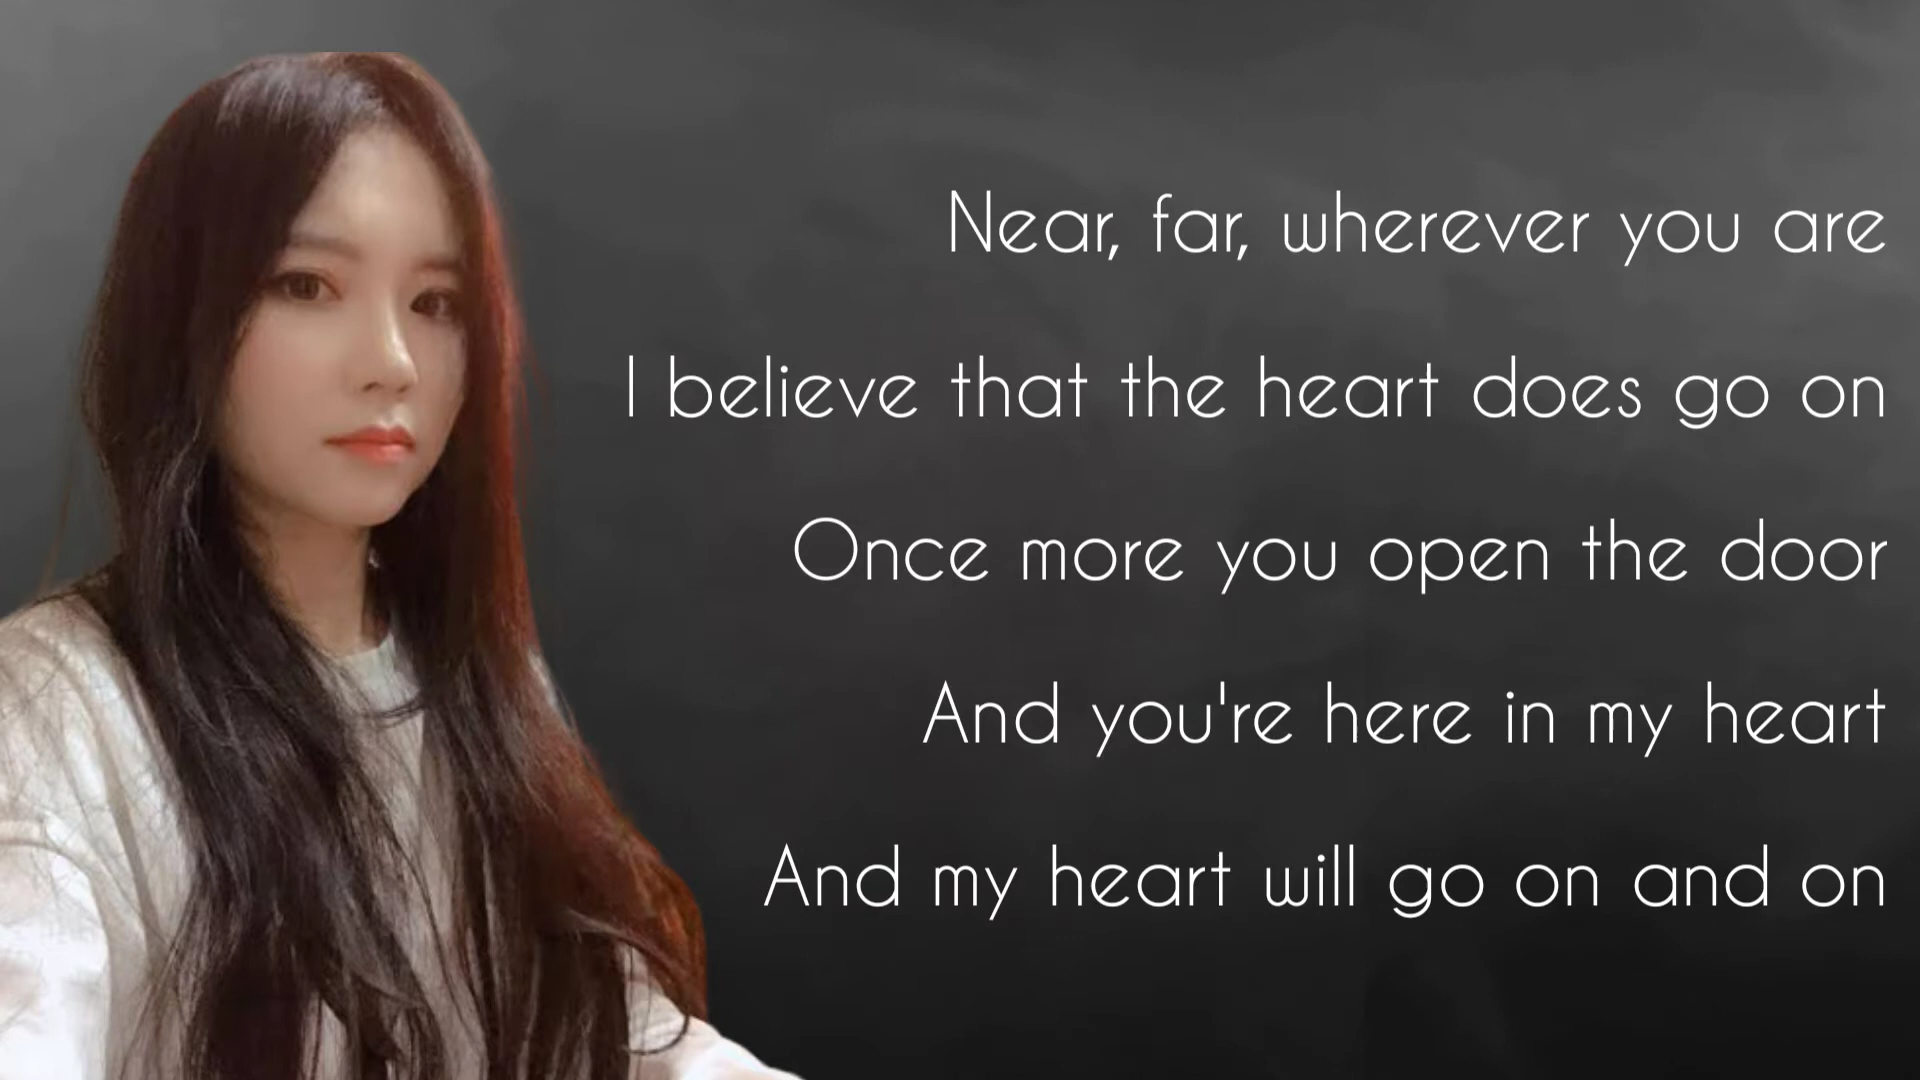 Near, far, wherever you are
I believe that the heart does go on
Once more you open the door
And you're here in my heart
And my heart will go on and on